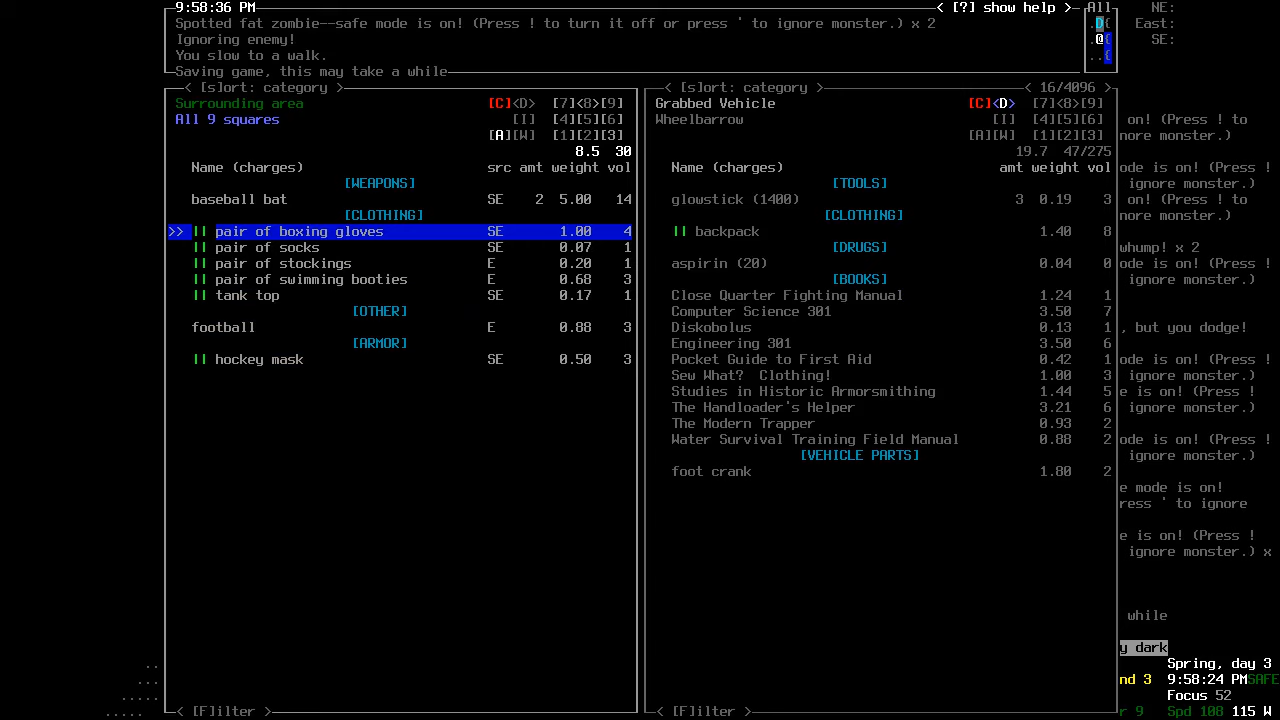 9:58:36 PM < [?] show help > All NE:
Spotted fat zombie--safe mode is on! (Press ! to turn it off or press ' to ignore monster.) x 2 .D{ East:
Ignoring enemy! .@{ SE:
You slow to a walk. ..{
Saving game, this may take a while
< [s]ort: category > < [s]ort: category > < 16/4096 >
Surrounding area [C]<D> [7]<8>[9] Grabbed Vehicle [C]<D> [7]<8>[9]
All 9 squares [I] [4][5][6] Wheelbarrow [I] [4][5][6] on! (Press ! to
[A][W] [1][2][3] [A][W] [1][2][3] nore monster.)
8.5 30 19.7 47/275
Name (charges) src amt weight vol Name (charges) amt weight vol ode is on! (Press !
[WEAPONS] [TOOLS] ignore monster.)
baseball bat SE 2 5.00 14 glowstick (1400) 3 0.19 3 on! (Press ! to
[CLOTHING] [CLOTHING] nore monster.)
>> || pair of boxing gloves SE 1.00 4 || backpack 1.40 8
|| pair of socks SE 0.07 1 [DRUGS] whump! x 2
|| pair of stockings E 0.20 1 aspirin (20) 0.04 0 ode is on! (Press !
|| pair of swimming booties E 0.68 3 [BOOKS] ignore monster.)
|| tank top SE 0.17 1 Close Quarter Fighting Manual 1.24 1
[OTHER] Computer Science 301 3.50 7
football E 0.88 3 Diskobolus 0.13 1 , but you dodge!
[ARMOR] Engineering 301 3.50 6
|| hockey mask SE 0.50 3 Pocket Guide to First Aid 0.42 1 ode is on! (Press !
Sew What? Clothing! 1.00 3 ignore monster.)
Studies in Historic Armorsmithing 1.44 5 e is on! (Press !
The Handloader's Helper 3.21 6 ignore monster.)
The Modern Trapper 0.93 2
Water Survival Training Field Manual 0.88 2 ode is on! (Press !
[VEHICLE PARTS] ignore monster.)
foot crank 1.80 2
e mode is on!
ress ' to ignore
e is on! (Press !
ignore monster.) x
while
y dark
.. Spring, day 3
... nd 3 9:58:24 PMSAFE
..... Focus 52
..... < [F]ilter > < [F]ilter > r 9 Spd 108 115 W